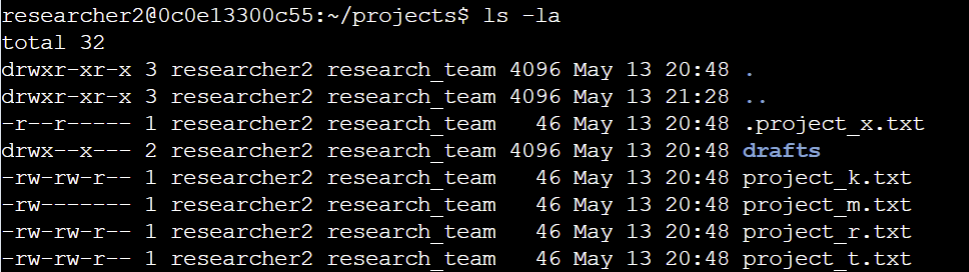 researcher2@0c0e13300c55:~/projects$ ls -la
total 32
drwxr-xr-x 3 researcher2 research_team 4096 May 13 20:48 .
drwxr-xr-x 3 researcher2 research_team 4096 May 13 21:28 ..
-r--r----- 1 researcher2 research_team   46 May 13 20:48 .project_x.txt
drwx--x--- 2 researcher2 research_team 4096 May 13 20:48 drafts
-rw-rw-r-- 1 researcher2 research_team   46 May 13 20:48 project_k.txt
-rw------- 1 researcher2 research_team   46 May 13 20:48 project_m.txt
-rw-rw-r-- 1 researcher2 research_team   46 May 13 20:48 project_r.txt
-rw-rw-r-- 1 researcher2 research_team   46 May 13 20:48 project_t.txt